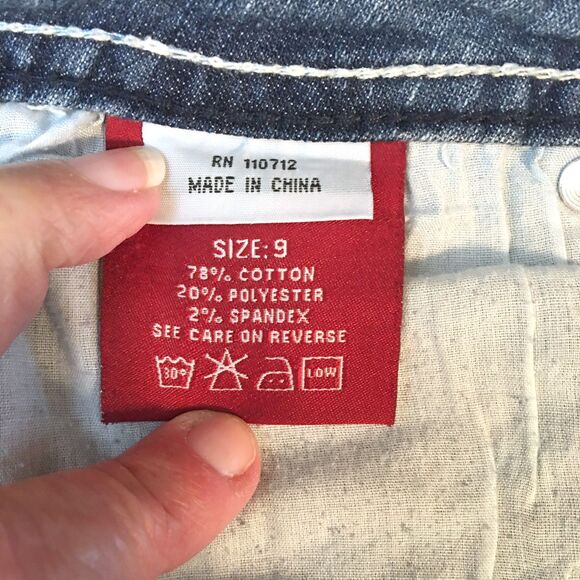 RN 110712
MADE IN CHINA
SIZE: 9
78% COTTON
20% POLYESTER
2% SPANDEX
SEE CARE ON REVERSE
30° LOW